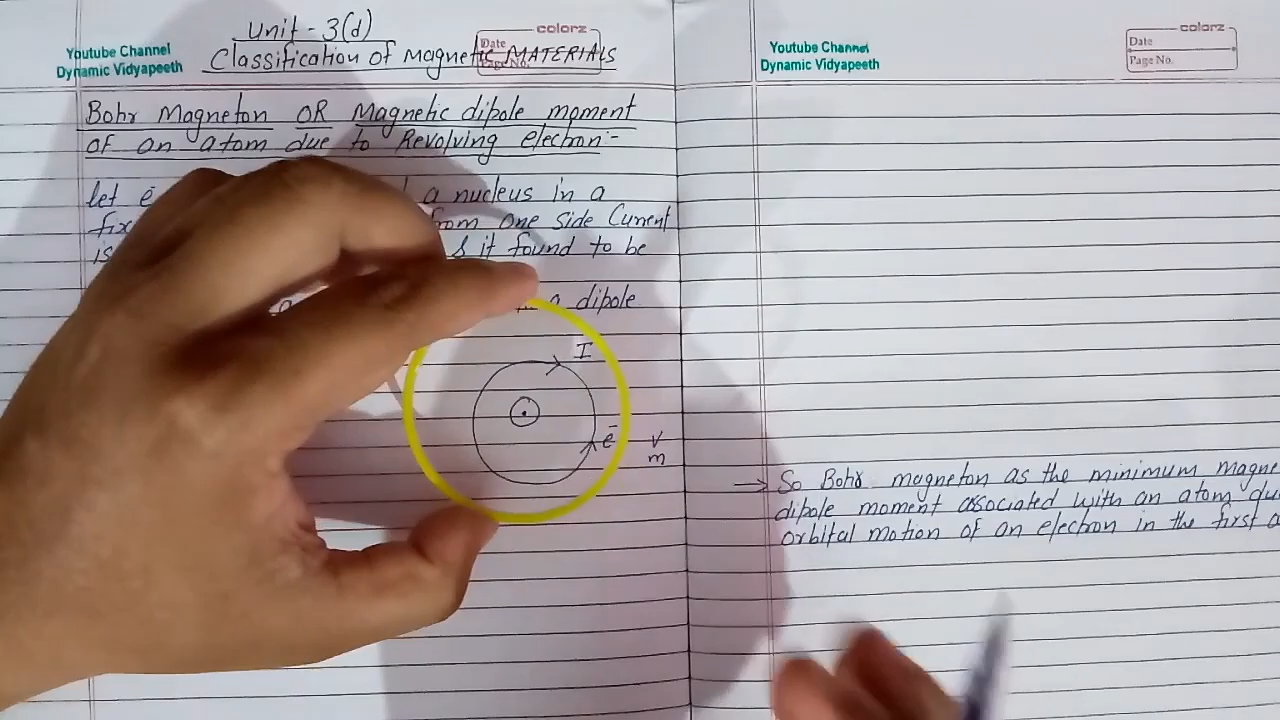 Unit - 3(d)
Classification of Magnetic MATERIALS
Youtube Channel
Dynamic Vidyapeeth
colorz
Date
Page No.
Bohr Magneton OR Magnetic dipole moment
of an atom due to Revolving electron:-
let e a nucleus in a
from one side Current
is it found to be
a dipole
I
e-
v
m
Youtube Channel
Dynamic Vidyapeeth
colorz
Date
Page No.
→ So Bohr magneton as the minimum magne
dipole moment associated with an atom du
orbital motion of an electron in the first o